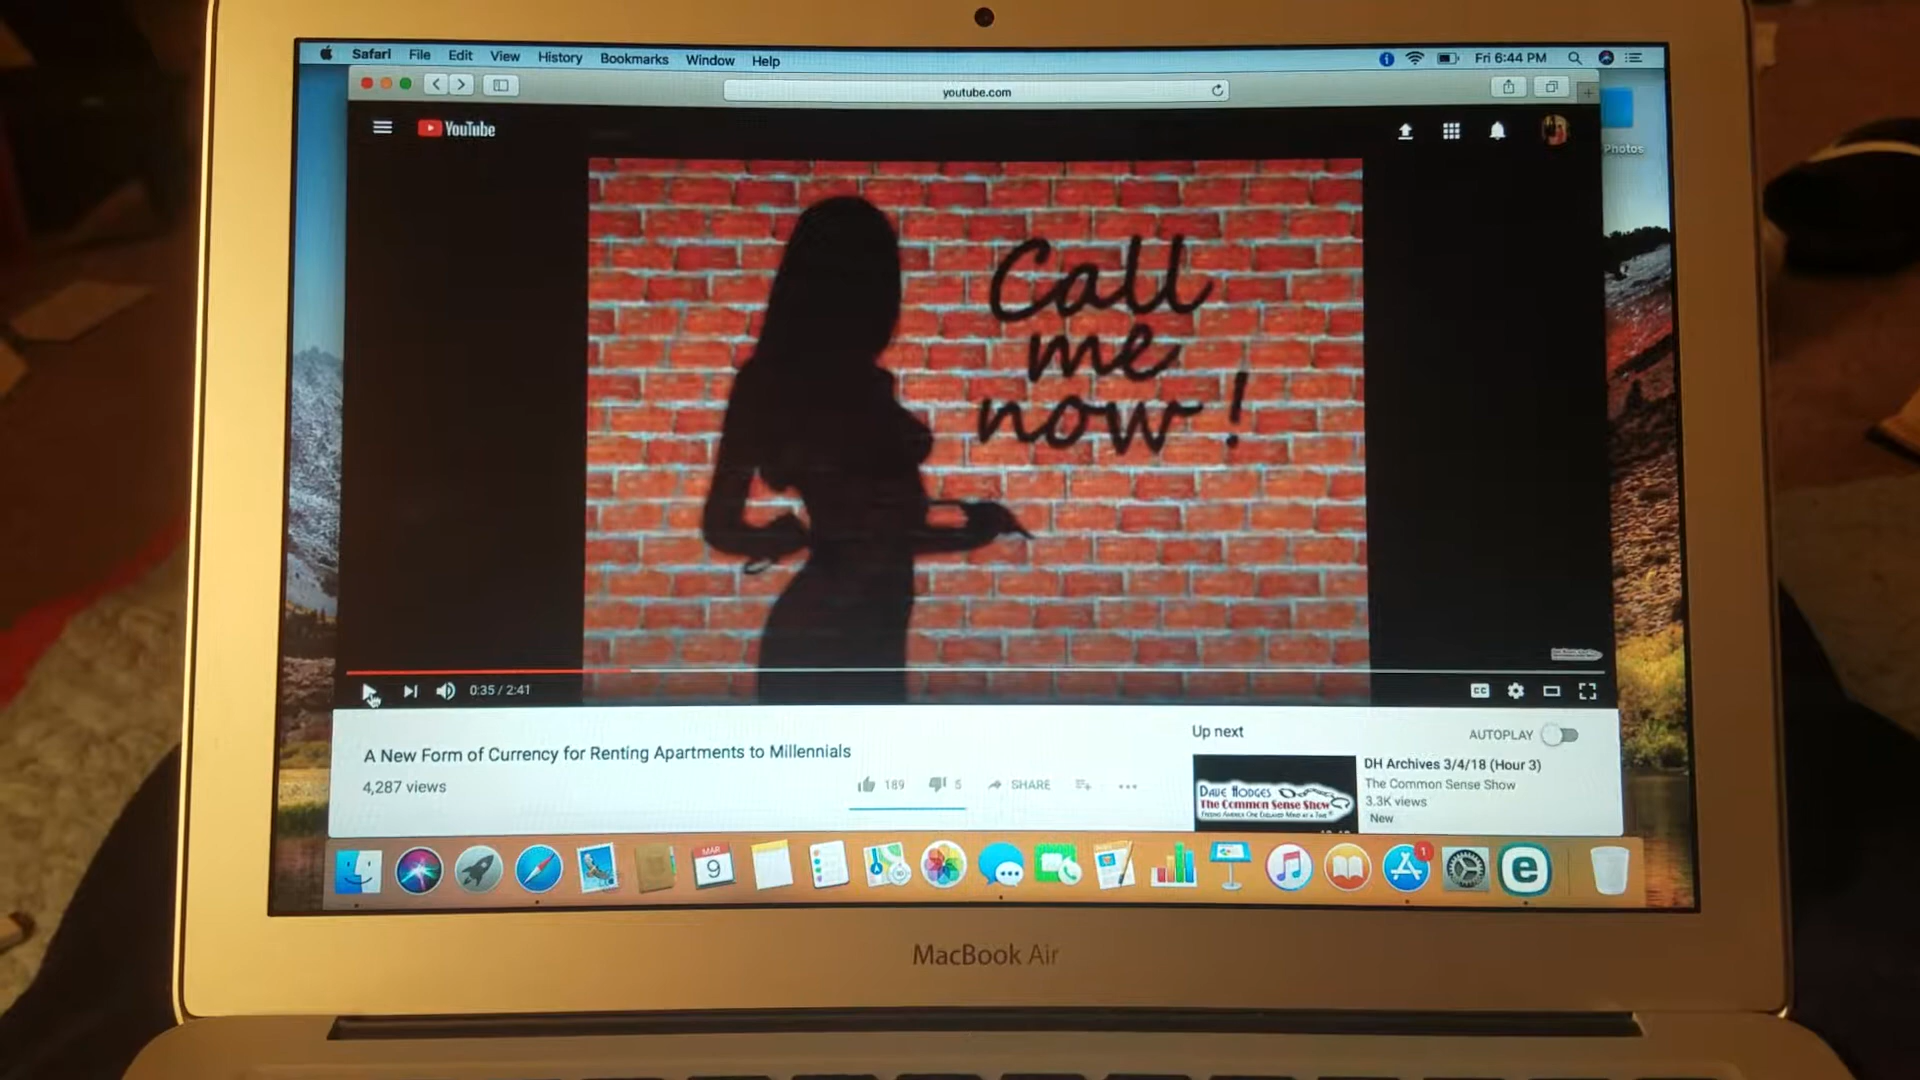 Safari File Edit View History Bookmarks Window Help Fri 6:44 PM
youtube.com
YouTube
Photos
Call
me
now!
0:35 / 2:41
CC
A New Form of Currency for Renting Apartments to Millennials
4,287 views
189 5 SHARE
Up next
AUTOPLAY
DAVE HODGES
The Common Sense Show
DH Archives 3/4/18 (Hour 3)
The Common Sense Show
3.3K views
New
MAR
9
1
e
MacBook Air